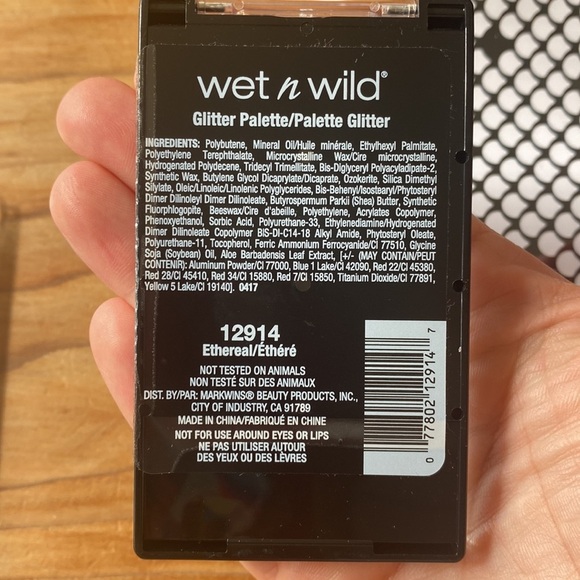 wet n wild®
Glitter Palette/Palette Glitter
INGREDIENTS: Polybutene, Mineral Oil/Huile minérale, Ethylhexyl Palmitate,
Polyethylene Terephthalate, Microcrystalline Wax/Cire microcrystalline,
Hydrogenated Polydecene, Tridecyl Trimellitate, Bis-Diglyceryl Polyacyladipate-2,
Synthetic Wax, Butylene Glycol Dicaprylate/Dicaprate, Ozokerite, Silica Dimethyl
Silylate, Oleic/Linoleic/Linolenic Polyglycerides, Bis-Behenyl/Isostearyl/Phytosteryl
Dimer Dilinoleyl Dimer Dilinoleate, Butyrospermum Parkii (Shea) Butter, Synthetic
Fluorphlogopite, Beeswax/Cire d'abeille, Polyethylene, Acrylates Copolymer,
Phenoxyethanol, Sorbic Acid, Polyurethane-33, Ethylenediamine/Hydrogenated
Dimer Dilinoleate Copolymer BIS-DI-C14-18 Alkyl Amide, Phytosteryl Oleate,
Polyurethane-11, Tocopherol, Ferric Ammonium Ferrocyanide/CI 77510, Glycine
Soja (Soybean) Oil, Aloe Barbadensis Leaf Extract, [+/- (MAY CONTAIN/PEUT
CONTENIR): Aluminum Powder/CI 77000, Blue 1 Lake/CI 42090, Red 22/CI 45380,
Red 28/CI 45410, Red 34/CI 15880, Red 7/CI 15850, Titanium Dioxide/CI 77891,
Yellow 5 Lake/CI 19140]. 0417
12914
Ethereal/Éthéré
NOT TESTED ON ANIMALS
NON TESTÉ SUR DES ANIMAUX
DIST. BY/PAR: MARKWINS® BEAUTY PRODUCTS, INC.,
CITY OF INDUSTRY, CA 91789
MADE IN CHINA/FABRIQUÉ EN CHINE
NOT FOR USE AROUND EYES OR LIPS
NE PAS UTILISER AUTOUR
DES YEUX OU DES LÈVRES
0 77802 12914 7